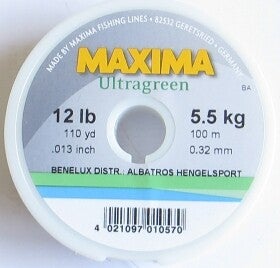 MADE BY MAXIMA FISHING LINES • 82532 GERETSRIED • GERMANY •
MAXIMA
Ultragreen
BA
12 lb 5.5 kg
110 yd 100 m
.013 inch 0.32 mm
BENELUX DISTR.: ALBATROS HENGELSPORT
4 021097 010570